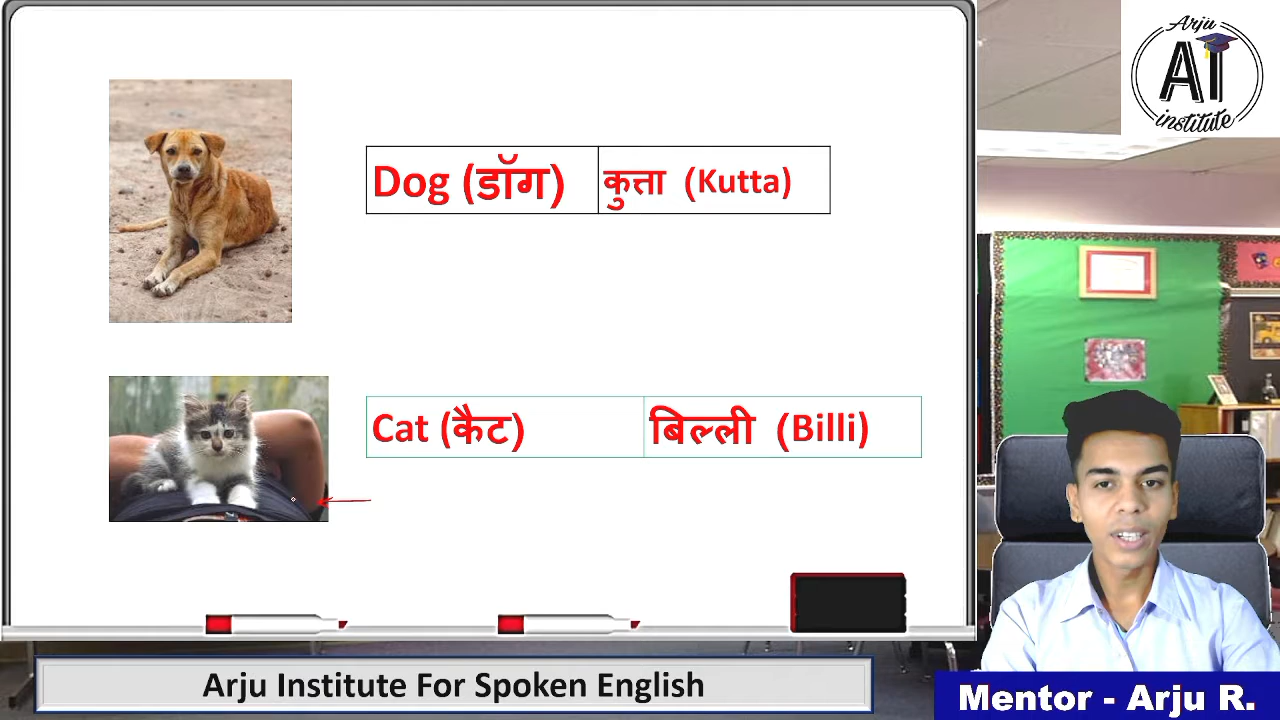 Arju
AI
institute
Dog (डॉग) कुत्ता (Kutta)
Cat (कैट) बिल्ली (Billi)
Arju Institute For Spoken English
Mentor - Arju R.